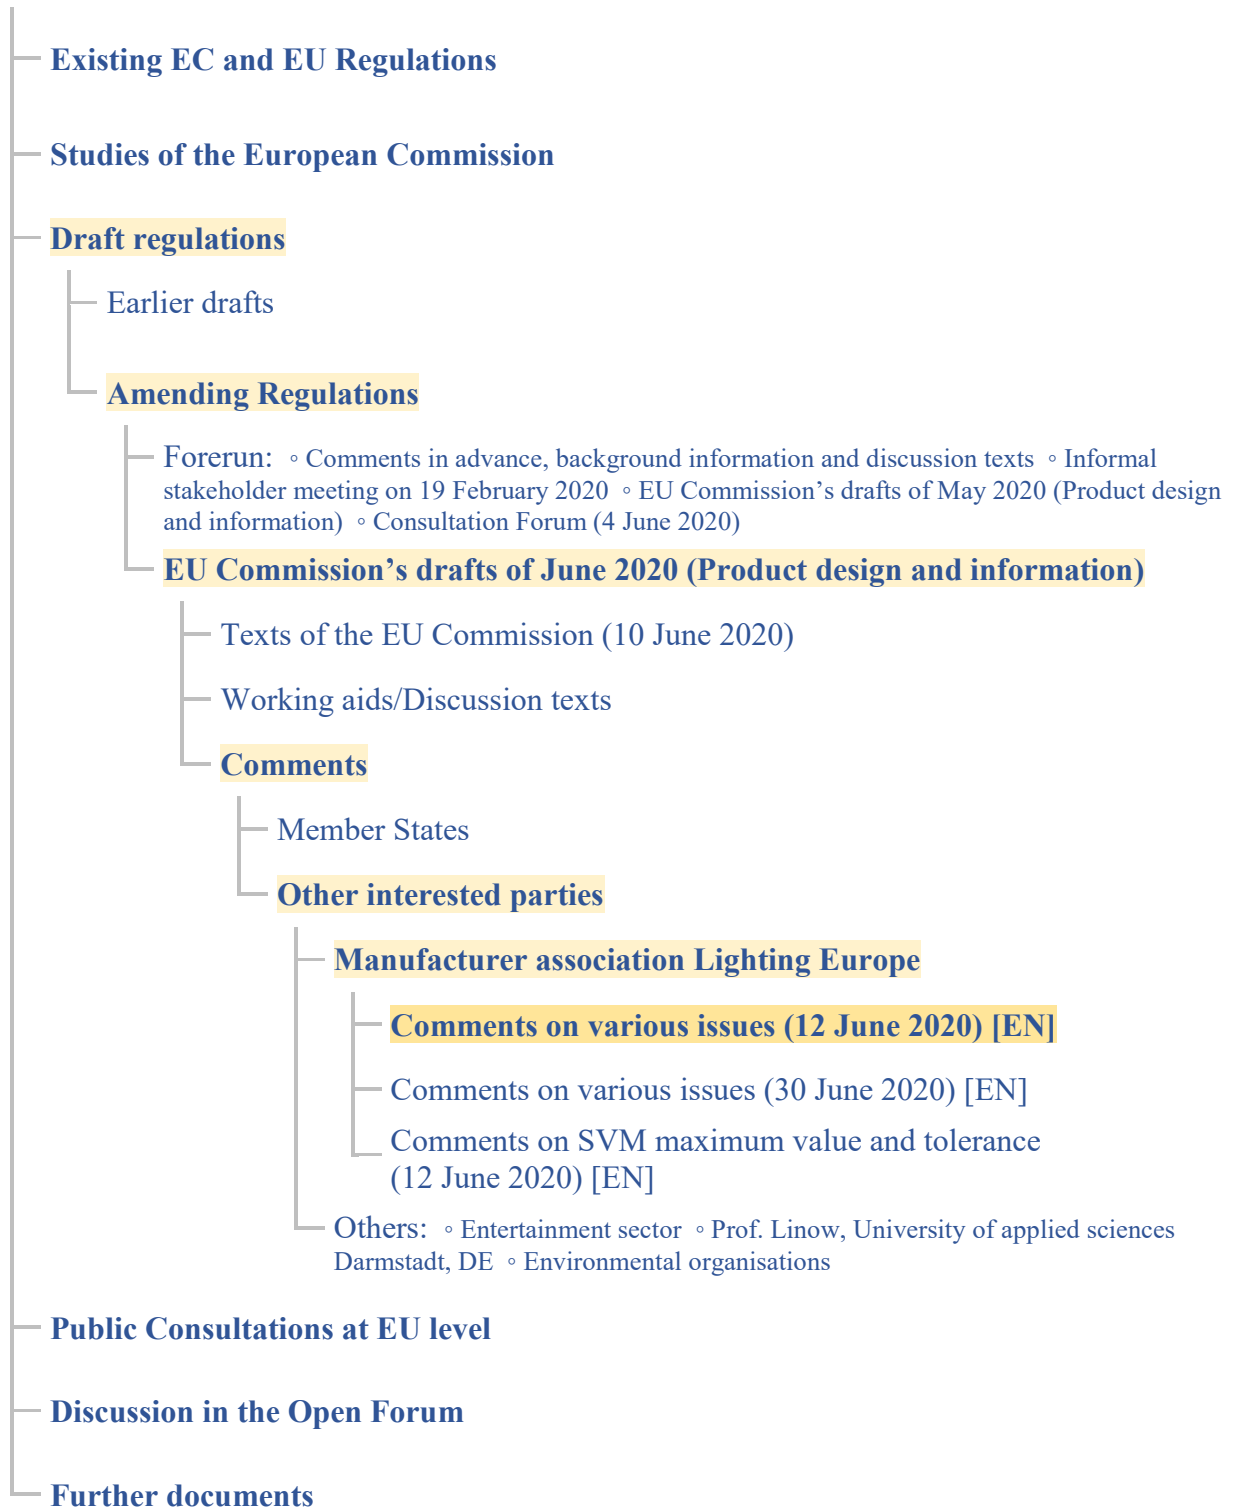 Existing EC and EU Regulations
Studies of the European Commission
Draft regulations
Earlier drafts
Amending Regulations
Forerun: ◦ Comments in advance, background information and discussion texts ◦ Informal
stakeholder meeting on 19 February 2020 ◦ EU Commission’s drafts of May 2020 (Product design
and information) ◦ Consultation Forum (4 June 2020)
EU Commission’s drafts of June 2020 (Product design and information)
Texts of the EU Commission (10 June 2020)
Working aids/Discussion texts
Comments
Member States
Other interested parties
Manufacturer association Lighting Europe
Comments on various issues (12 June 2020) [EN]
Comments on various issues (30 June 2020) [EN]
Comments on SVM maximum value and tolerance
(12 June 2020) [EN]
Others: ◦ Entertainment sector ◦ Prof. Linow, University of applied sciences
Darmstadt, DE ◦ Environmental organisations
Public Consultations at EU level
Discussion in the Open Forum
Further documents